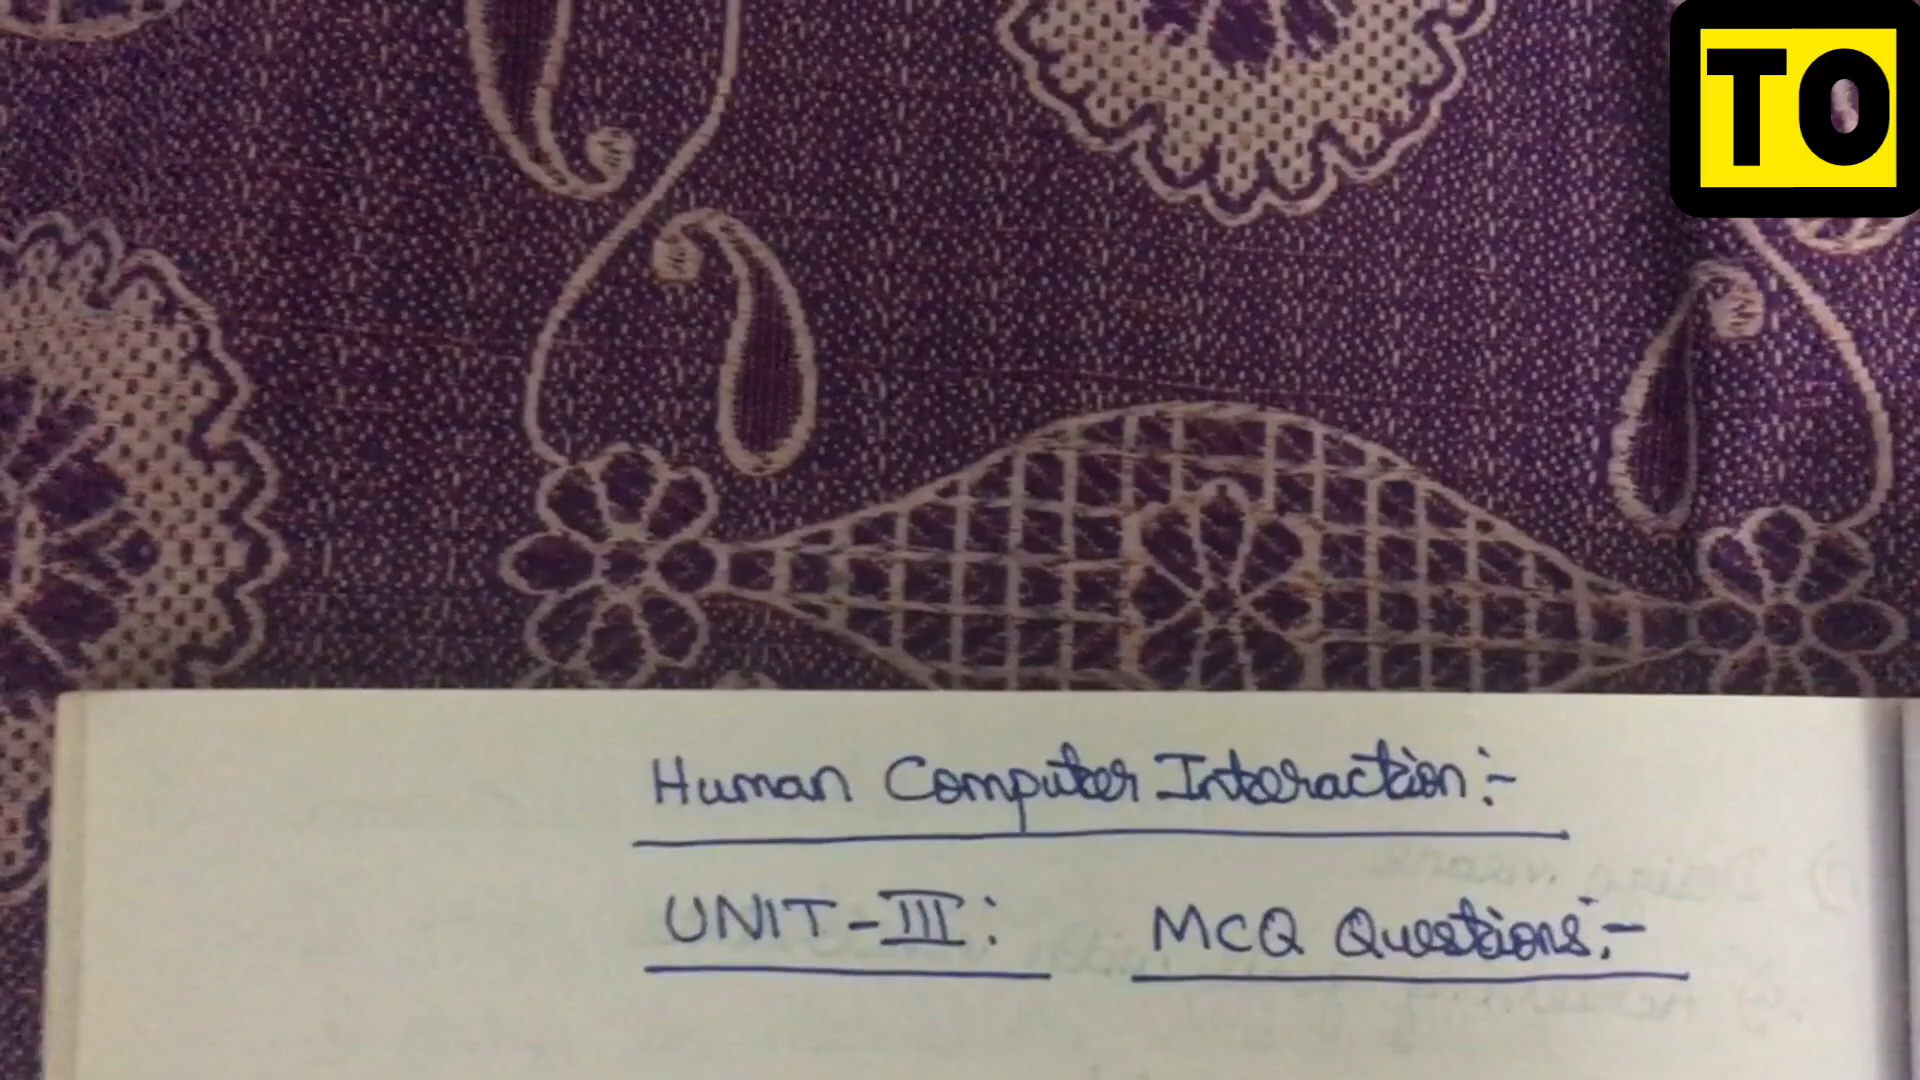 TO
Human Computer Interaction:-
UNIT-III: MCQ Questions:-